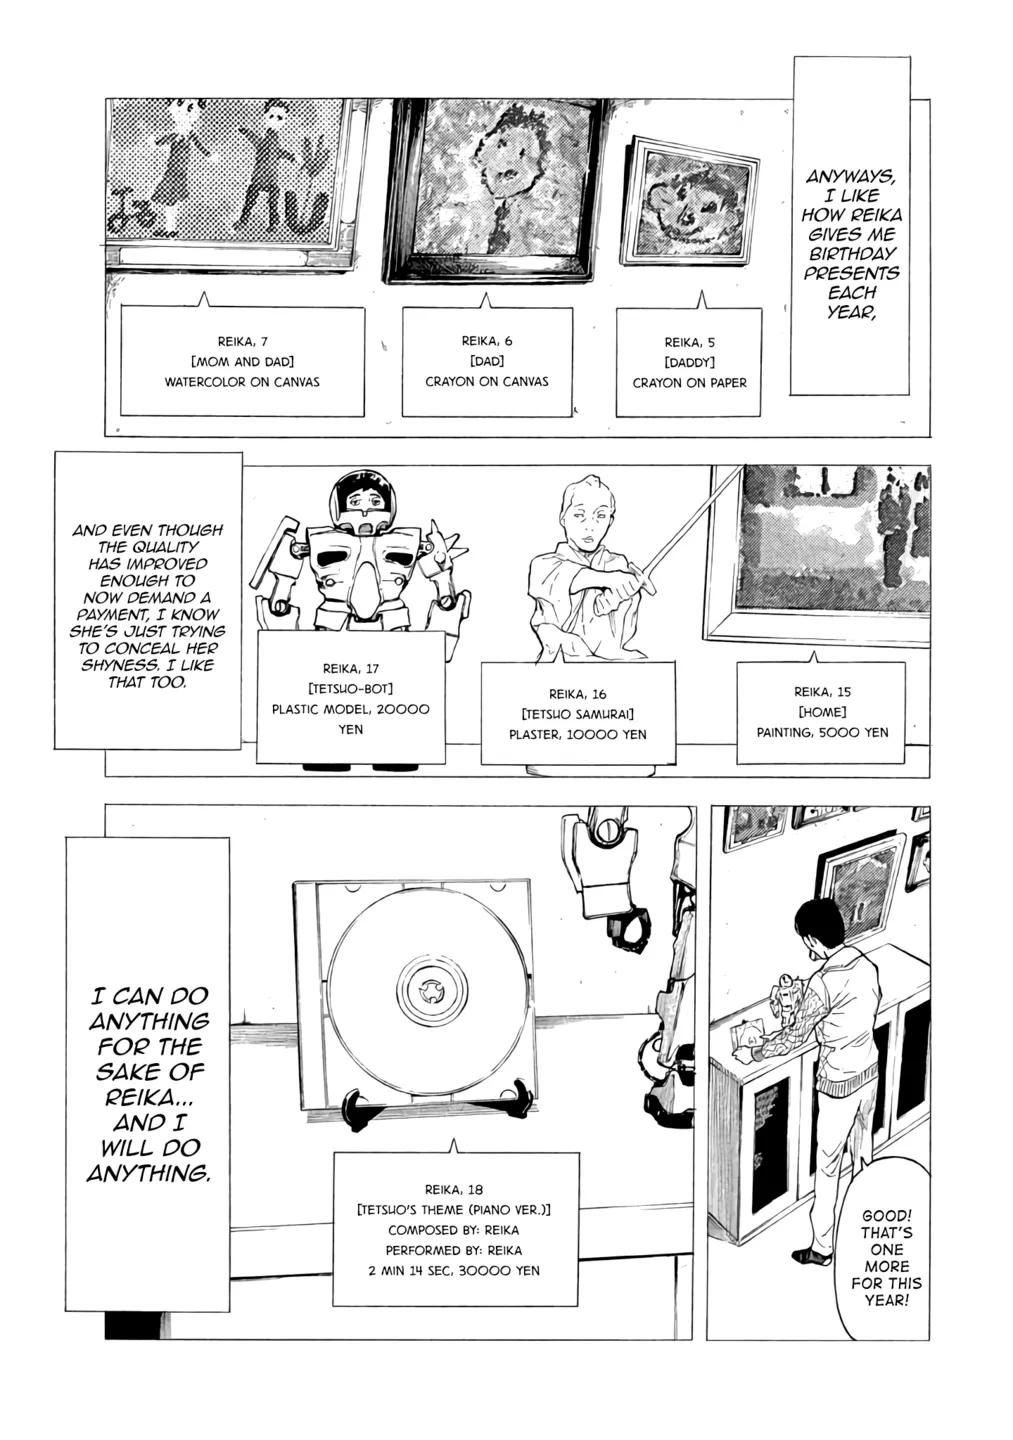 ANYWAYS,
I LIKE
HOW REIKA
GIVES ME
BIRTHDAY
PRESENTS
EACH
YEAR,
REIKA, 5
[DADDY]
CRAYON ON PAPER
REIKA, 6
[DAD]
CRAYON ON CANVAS
REIKA, 7
[MOM AND DAD]
WATERCOLOR ON CANVAS
REIKA, 15
[HOME]
PAINTING, 5000 YEN
REIKA, 16
[TETSUO SAMURAI]
PLASTER, 10000 YEN
REIKA, 17
[TETSUO-BOT]
PLASTIC MODEL, 20000
YEN
AND EVEN THOUGH
THE QUALITY
HAS IMPROVED
ENOUGH TO
NOW DEMAND A
PAYMENT, I KNOW
SHE'S JUST TRYING
TO CONCEAL HER
SHYNESS. I LIKE
THAT TOO.
GOOD!
THAT'S
ONE
MORE
FOR THIS
YEAR!
REIKA, 18
[TETSUO'S THEME (PIANO VER.)]
COMPOSED BY: REIKA
PERFORMED BY: REIKA
2 MIN 14 SEC, 30000 YEN
I CAN DO
ANYTHING
FOR THE
SAKE OF
REIKA...
AND I
WILL DO
ANYTHING.